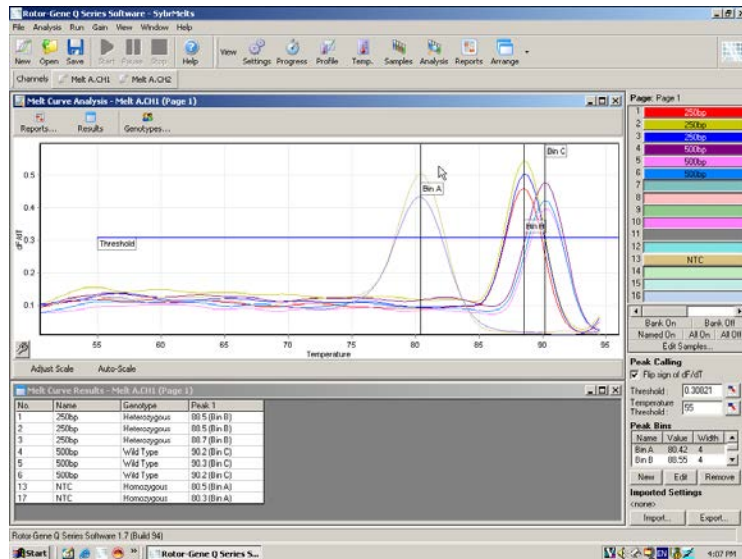 Rotor-Gene Q Series Software - SybrMelts
File Analysis Run Gain View Window Help
New Open Save Start Pause Stop Help View Settings Progress Profile Temp. Samples Analysis Reports Arrange
Channels Melt A.CH1 Melt A.CH2
Melt Curve Analysis - Melt A.CH1 (Page 1)
Reports... Results Genotypes...
Bin C
0.5
Bin A
0.4
Bin B
0.3
Threshold
dF/dT
0.2
0.1
55 60 65 70 75 80 85 90 95
Temperature
Adjust Scale Auto-Scale
Melt Curve Results - Melt A.CH1 (Page 1)
No. Name Genotype Peak 1
1 250bp Heterozygous 88.5 (Bin B)
2 250bp Heterozygous 88.5 (Bin B)
3 250bp Heterozygous 88.7 (Bin B)
4 500bp Wild Type 90.2 (Bin C)
5 500bp Wild Type 90.3 (Bin C)
6 500bp Wild Type 90.2 (Bin C)
13 NTC Homozygous 80.5 (Bin A)
17 NTC Homozygous 80.3 (Bin A)
Page: Page 1
1 250bp
2 250bp
3 250bp
4 500bp
5 500bp
6 500bp
7
8
9
10
11
12
13 NTC
14
15
16
Bank On Bank Off
Named On All On All Off
Edit Samples...
Peak Calling
Flip sign of dF/dT
Threshold : 0.30821
Temperature Threshold : 55
Peak Bins
Name Value Width
Bin A 80.42 4
Bin B 88.55 4
New Edit Remove
Imported Settings
<none>
Import... Export...
Rotor-Gene Q Series Software 1.7 (Build 94)
Start Rotor-Gene Q Series S... EN 4:07 PM